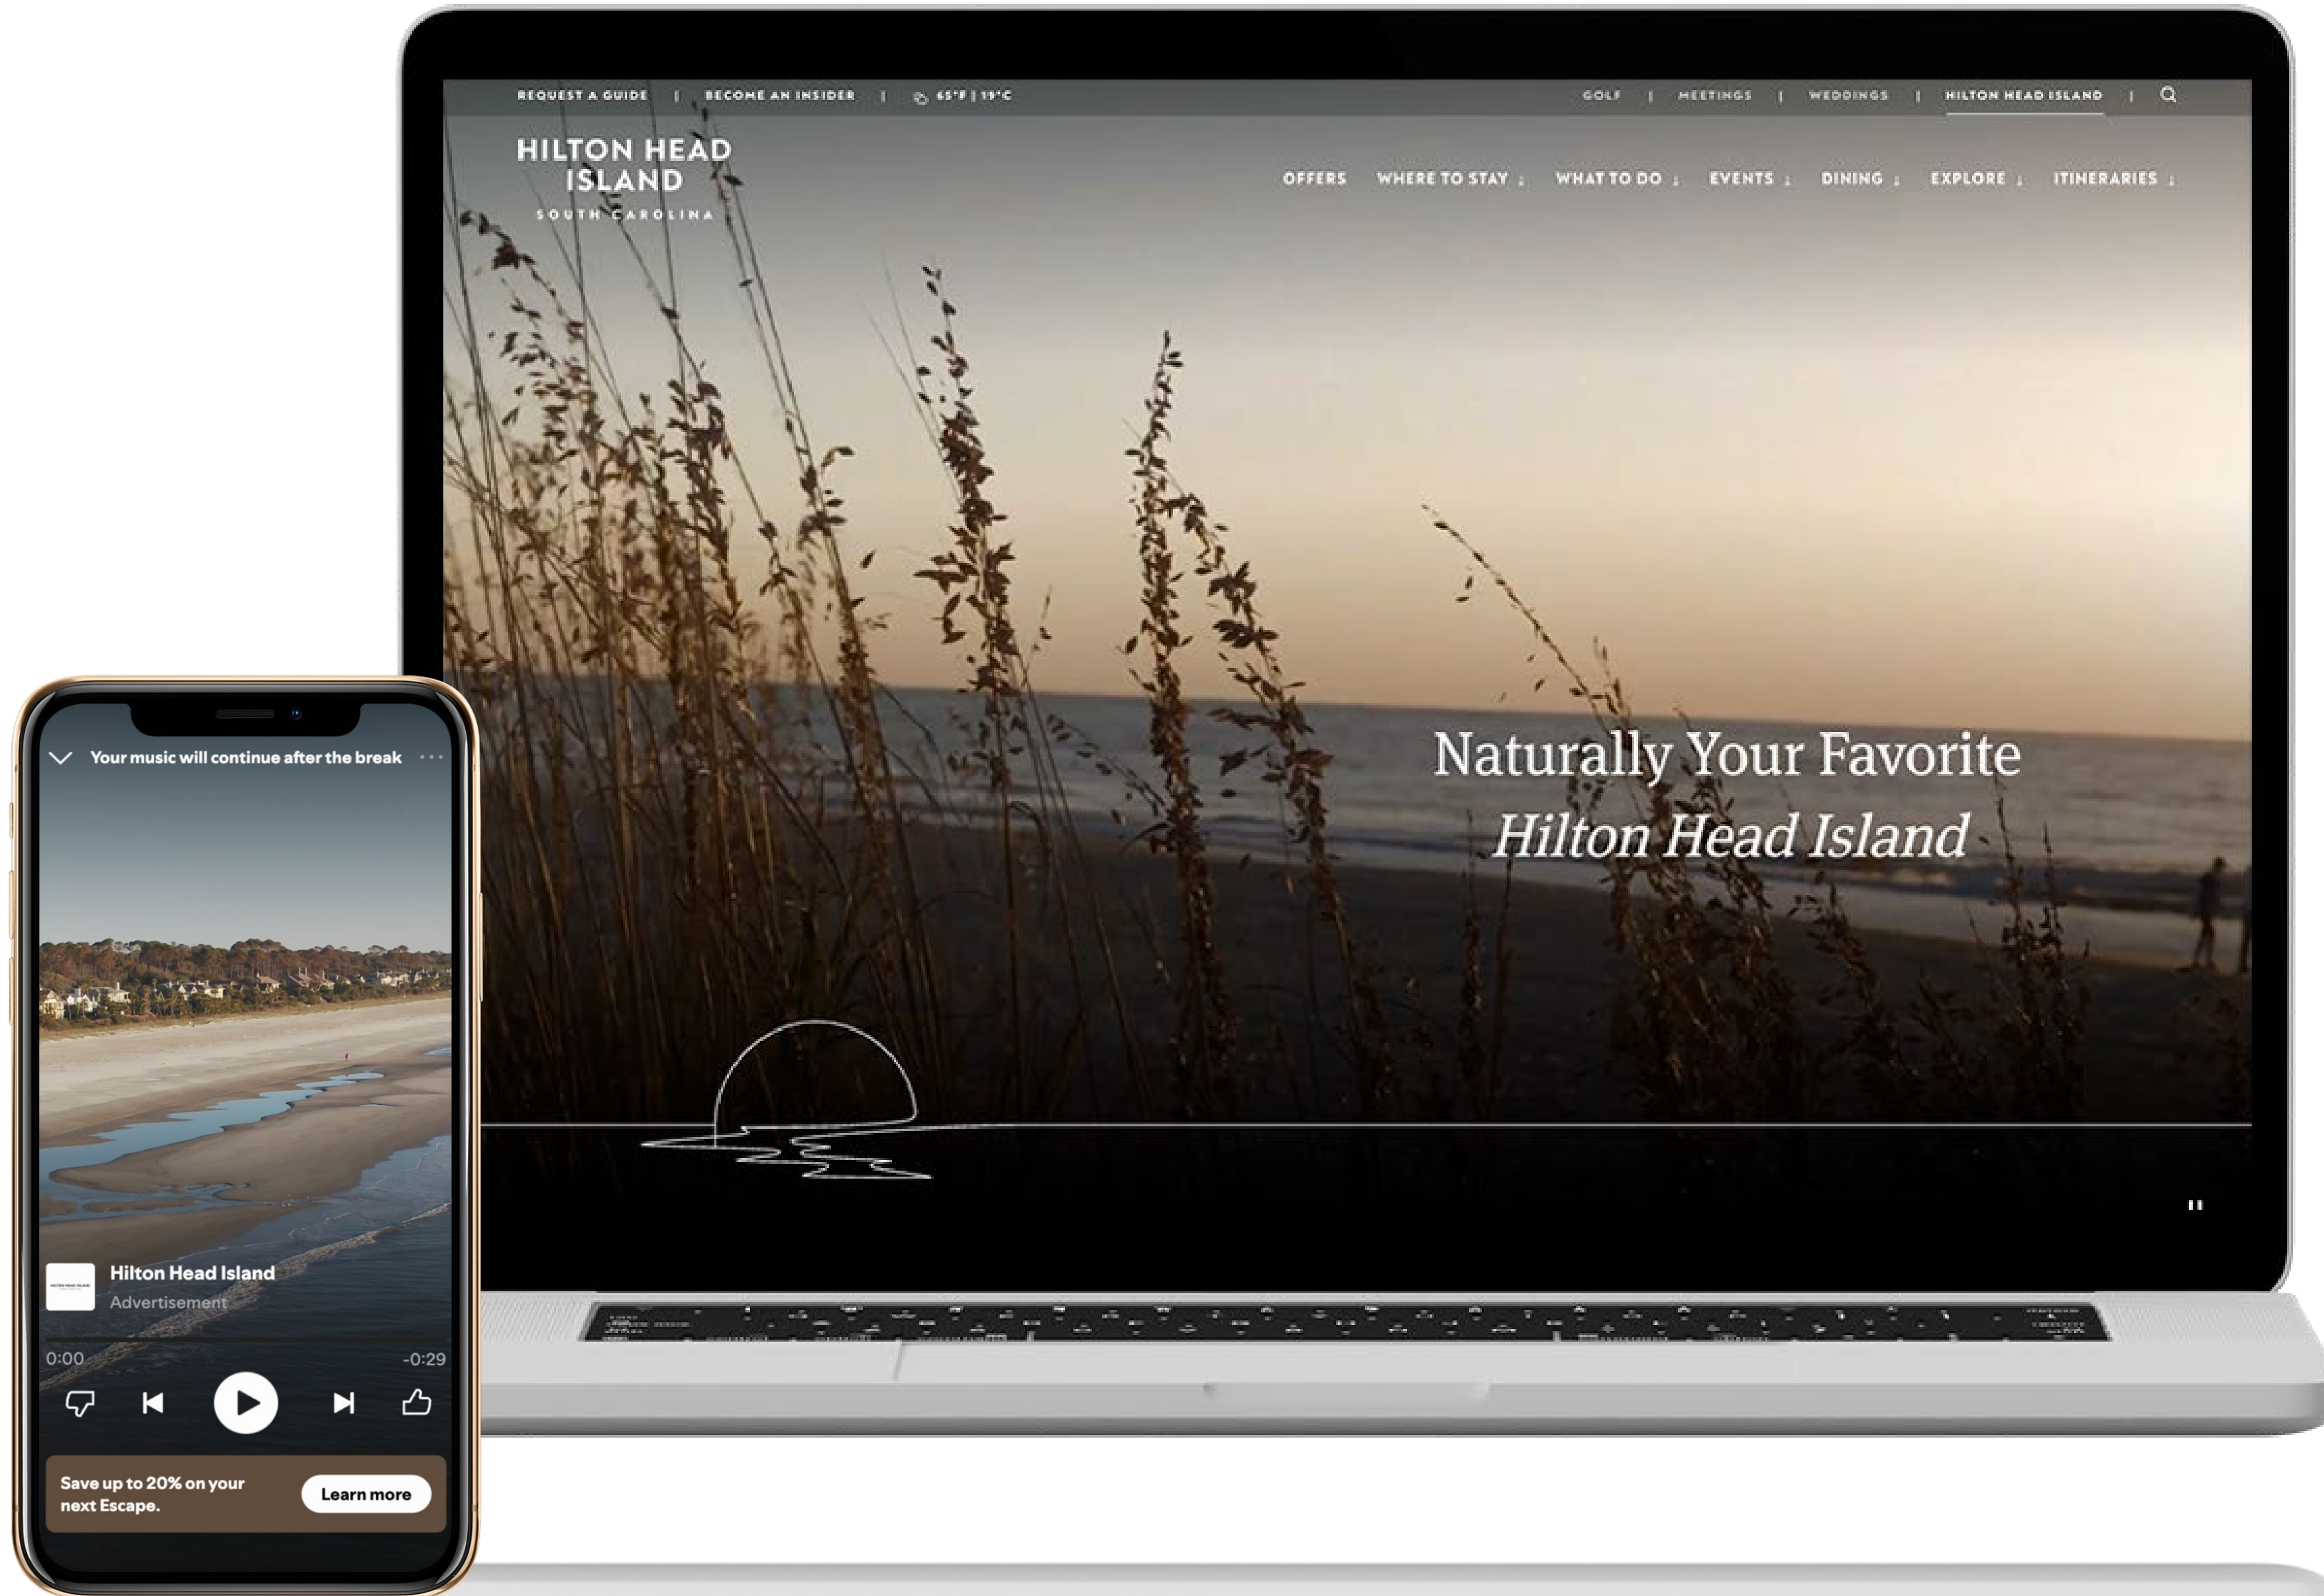 REQUEST A GUIDE | BECOME AN INSIDER | 65°F | 19°C
GOLF | MEETINGS | WEDDINGS | HILTON HEAD ISLAND |
HILTON HEAD
ISLAND
SOUTH CAROLINA
OFFERS WHERE TO STAY WHAT TO DO EVENTS DINING EXPLORE ITINERARIES
Naturally Your Favorite
Hilton Head Island
Your music will continue after the break ...
Hilton Head Island
Advertisement
0:00 -0:29
Save up to 20% on your
next Escape.
Learn more